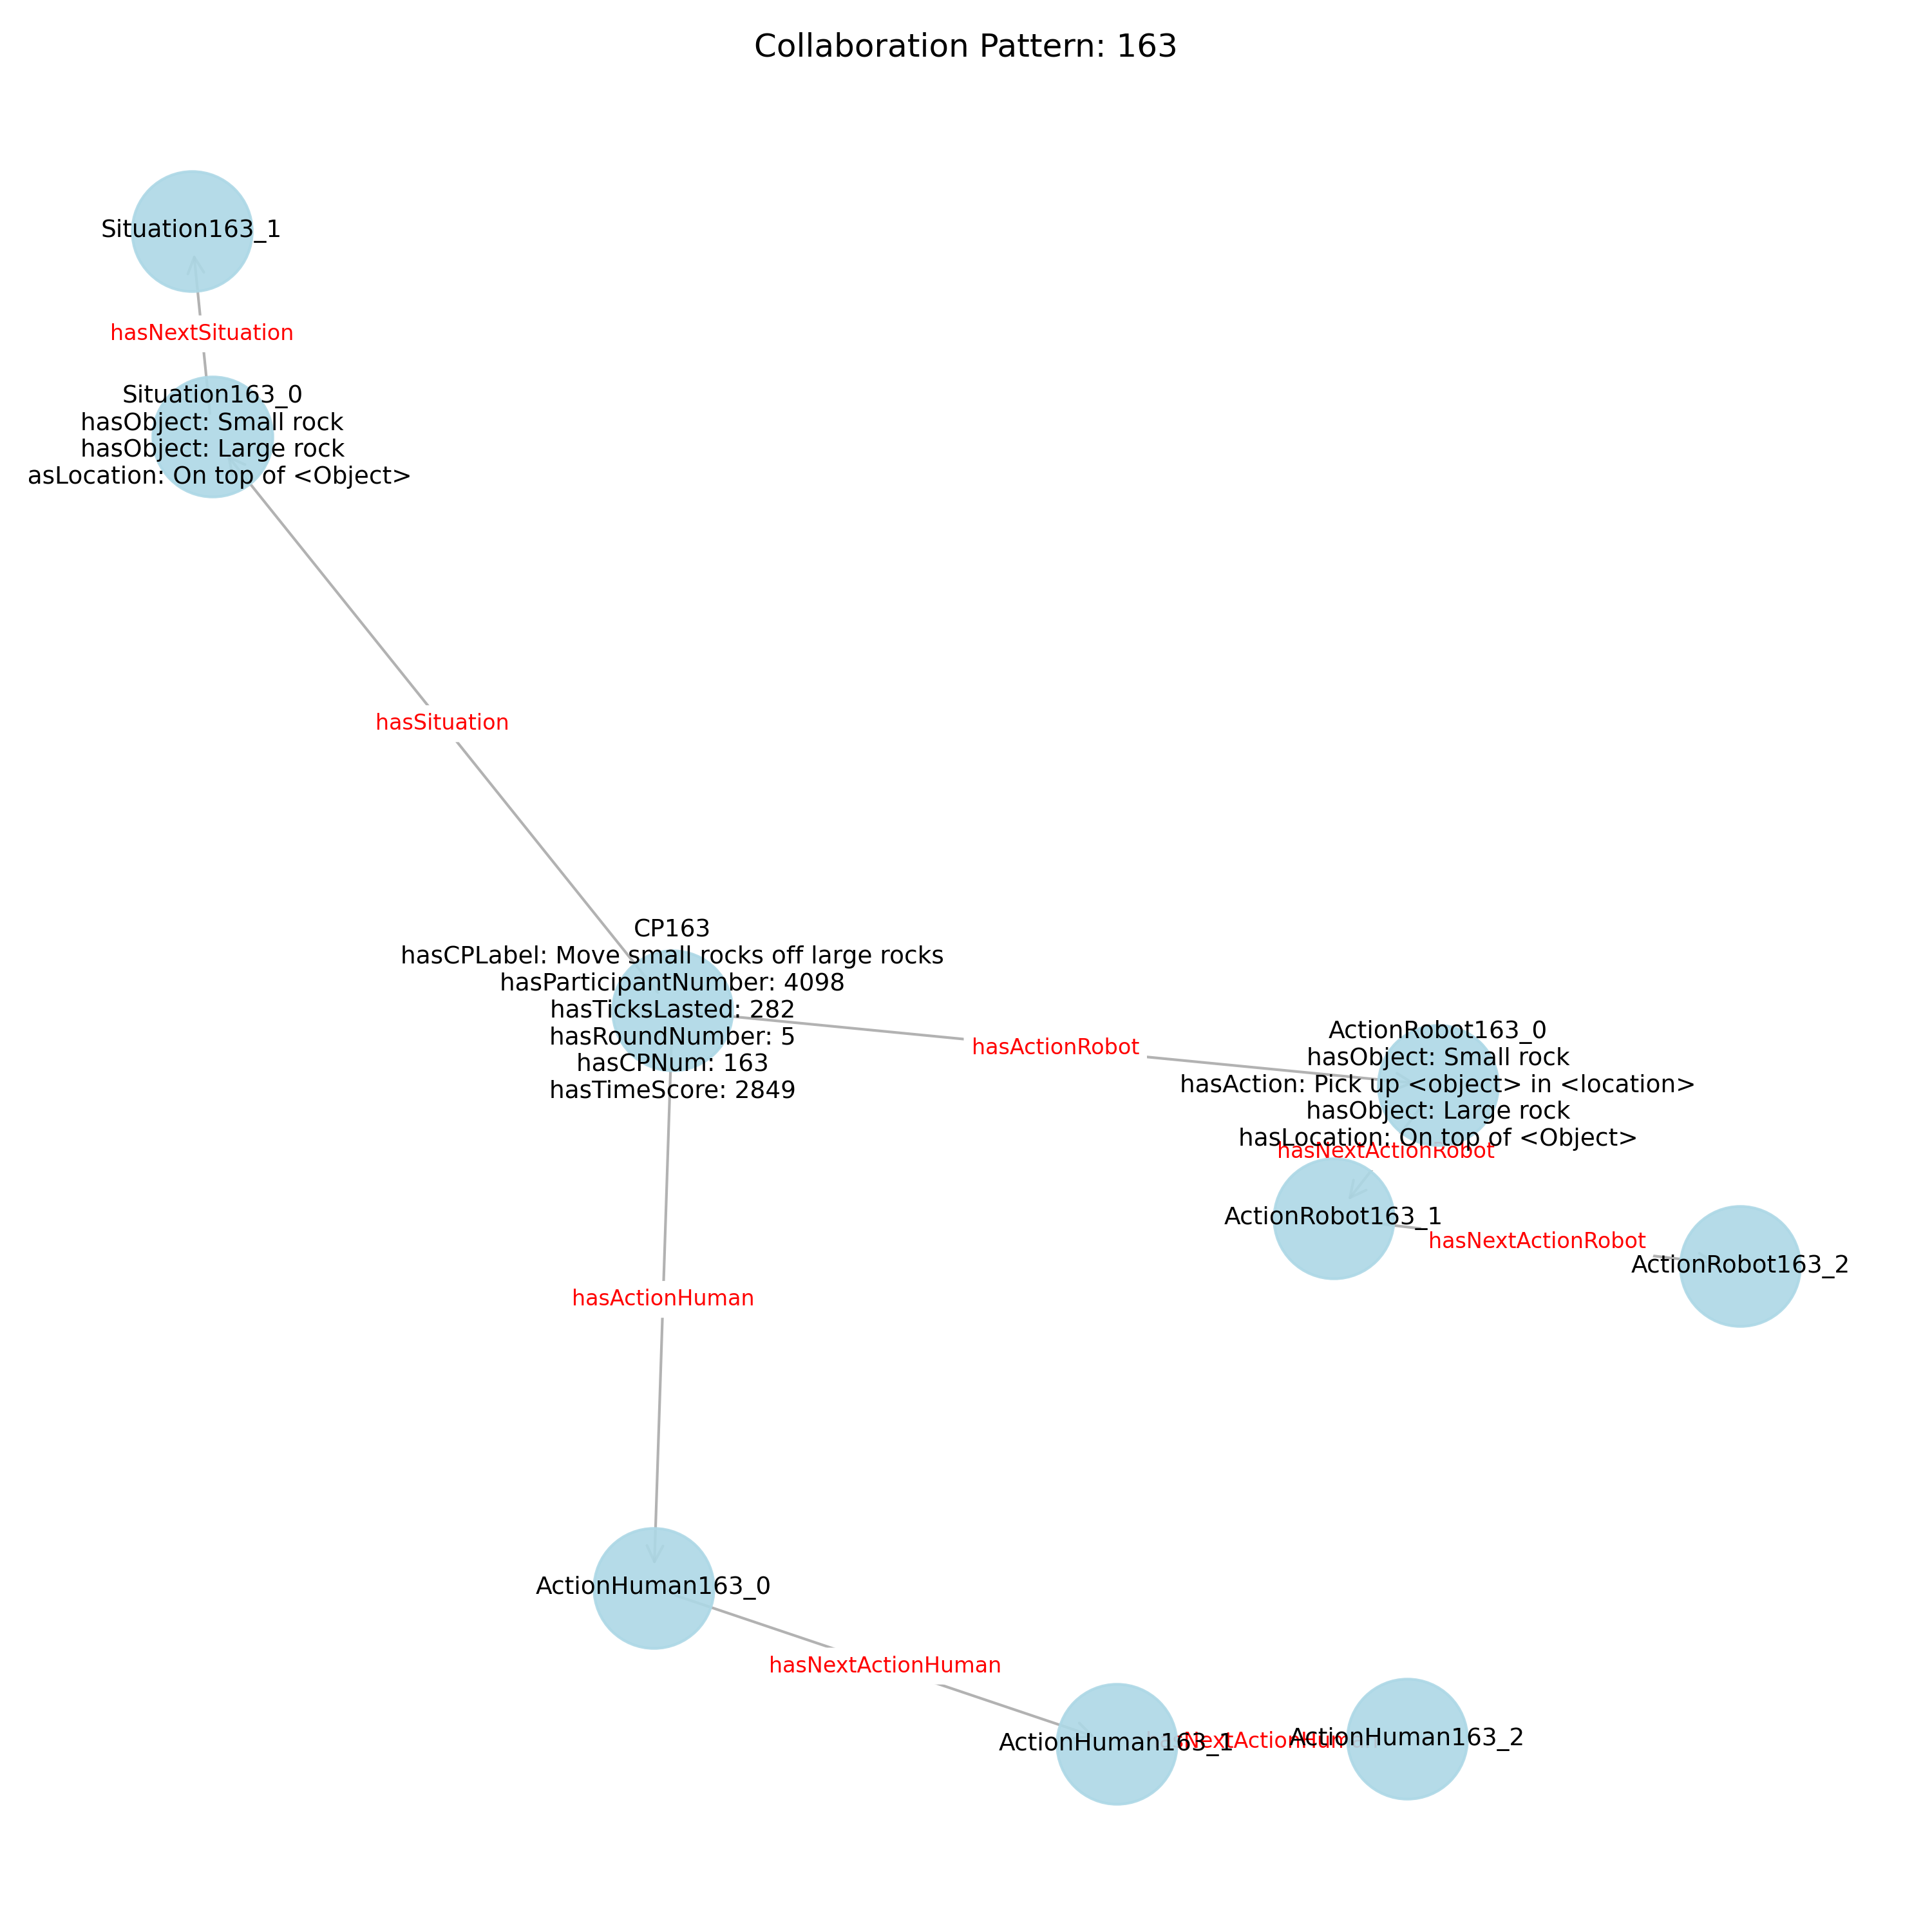 Collaboration Pattern: 163
Situation163_1
hasNextSituation
Situation163_0
hasObject: Small rock
hasObject: Large rock
asLocation: On top of <Object>
hasSituation
CP163
hasCPLabel: Move small rocks off large rocks
hasParticipantNumber: 4098
hasTicksLasted: 282
hasRoundNumber: 5
hasCPNum: 163
hasTimeScore: 2849
hasActionRobot
ActionRobot163_0
hasObject: Small rock
hasAction: Pick up <object> in <location>
hasObject: Large rock
hasLocation: On top of <Object>
hasNextActionRobot
ActionRobot163_1
hasNextActionRobot
ActionRobot163_2
hasActionHuman
ActionHuman163_0
hasNextActionHuman
ActionHuman163_1
NextActionHum
ActionHuman163_2